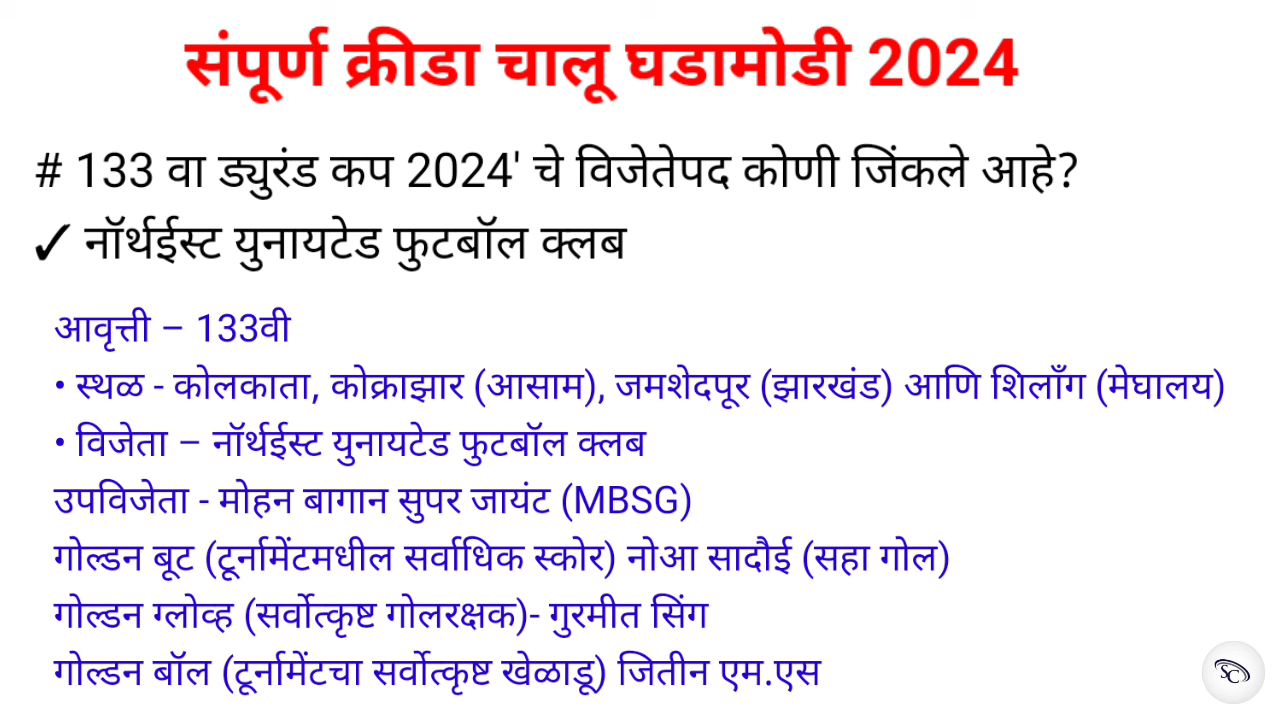 संपूर्ण क्रीडा चालू घडामोडी 2024
# 133 वा ड्युरंड कप 2024' चे विजेतेपद कोणी जिंकले आहे?
✓ नॉर्थईस्ट युनायटेड फुटबॉल क्लब
आवृत्ती – 133वी
• स्थळ - कोलकाता, कोक्राझार (आसाम), जमशेदपूर (झारखंड) आणि शिलाँग (मेघालय)
• विजेता – नॉर्थईस्ट युनायटेड फुटबॉल क्लब
उपविजेता - मोहन बागान सुपर जायंट (MBSG)
गोल्डन बूट (टूर्नामेंटमधील सर्वाधिक स्कोर) नोआ सादौई (सहा गोल)
गोल्डन ग्लोव्ह (सर्वोत्कृष्ट गोलरक्षक)- गुरमीत सिंग
गोल्डन बॉल (टूर्नामेंटचा सर्वोत्कृष्ट खेळाडू) जितीन एम.एस
SC